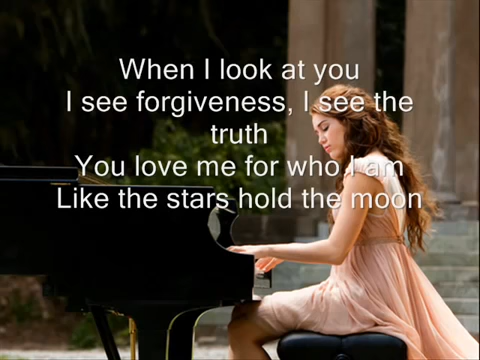 When I look at you
I see forgiveness, I see the
truth
You love me for who I am
Like the stars hold the moon